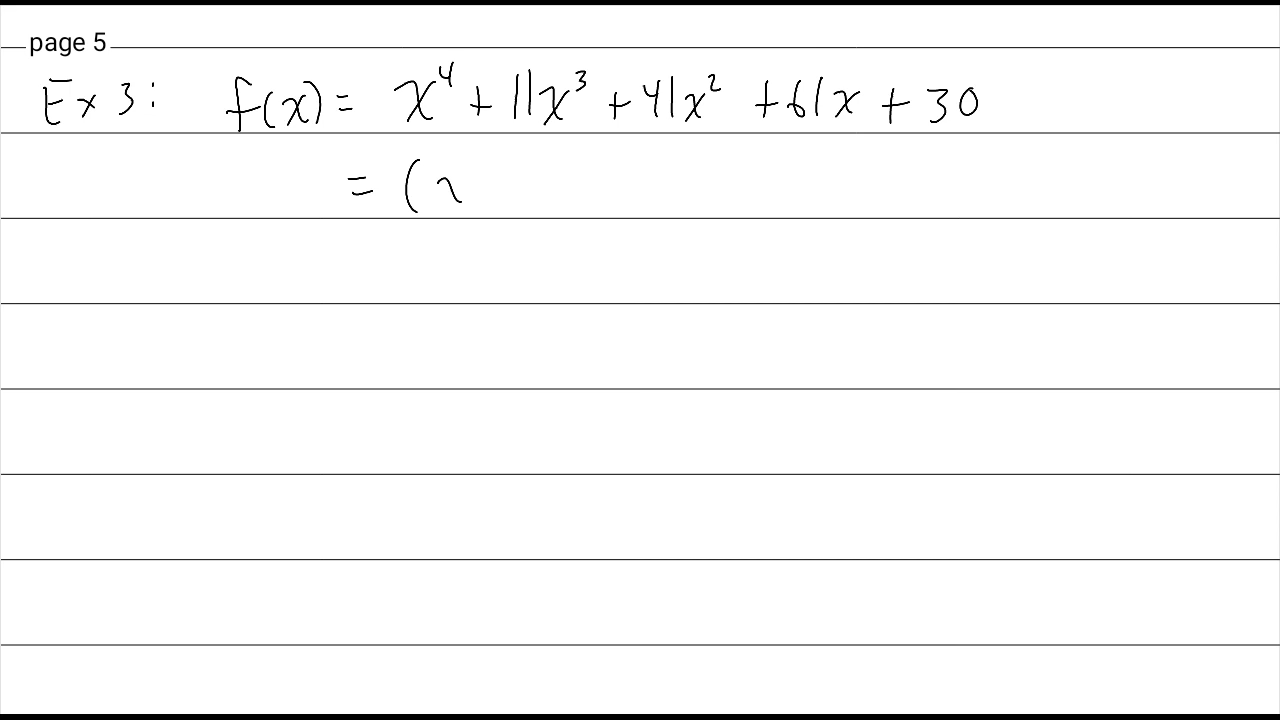 page 5
Ex 3: f(x) = x⁴ + 11x³ + 41x² + 61x + 30
= (